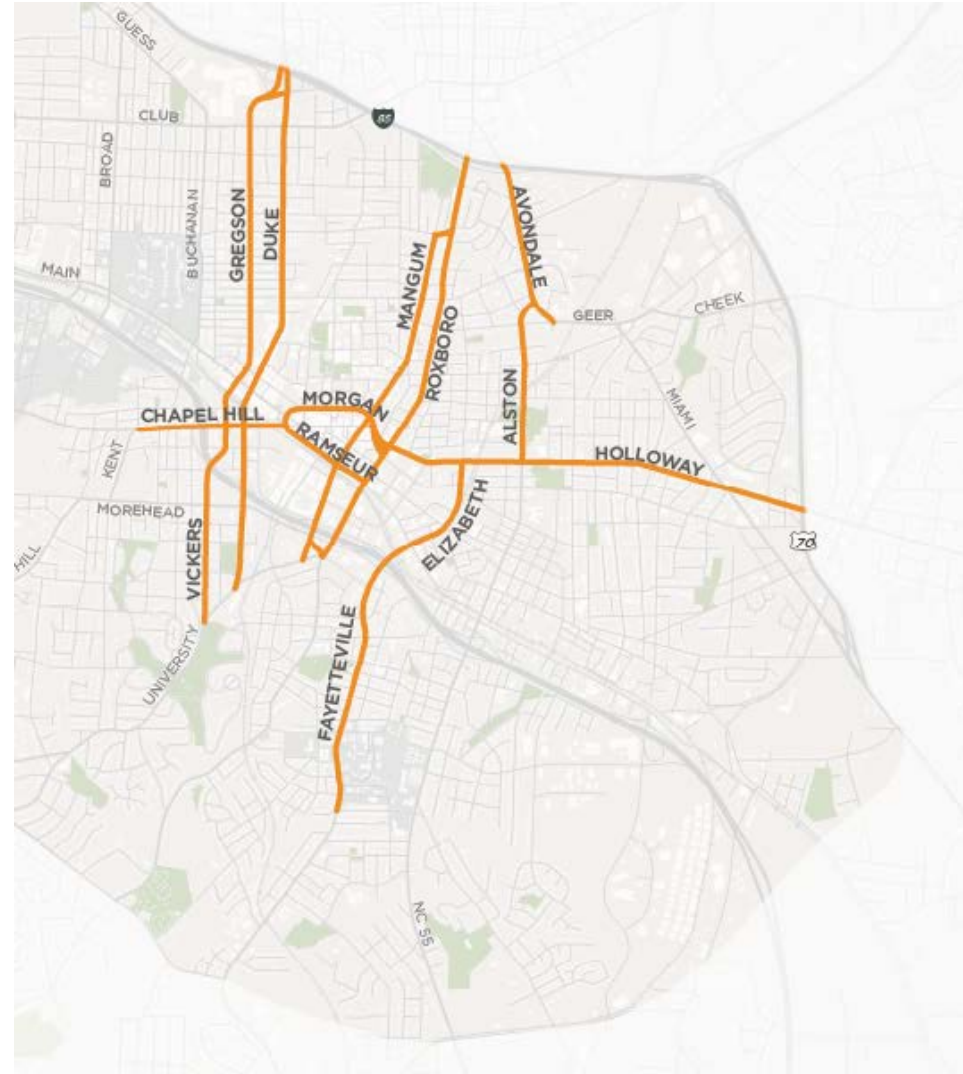 GUESS
85
CLUB
BROAD
BUCHANAN
GREGSON
DUKE
AVONDALE
MAIN
MANGUM
ROXBORO
GEER
CHEEK
MIAMI
MORGAN
ALSTON
CHAPEL HILL
RAMSEUR
HOLLOWAY
KENT
MOREHEAD
ELIZABETH
70
VICKERS
HILL
UNIVERSITY
FAYETTEVILLE
NC 55